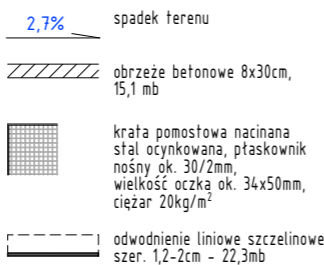 2,7% spadek terenu
obrzeże betonowe 8x30cm,
15,1 mb
krata pomostowa nacinana
stal ocynkowana, płaskownik
nośny ok. 30/2mm,
wielkość oczka ok. 34x50mm,
ciężar 20kg/m²
odwodnienie liniowe szczelinowe
szer. 1,2-2cm - 22,3mb